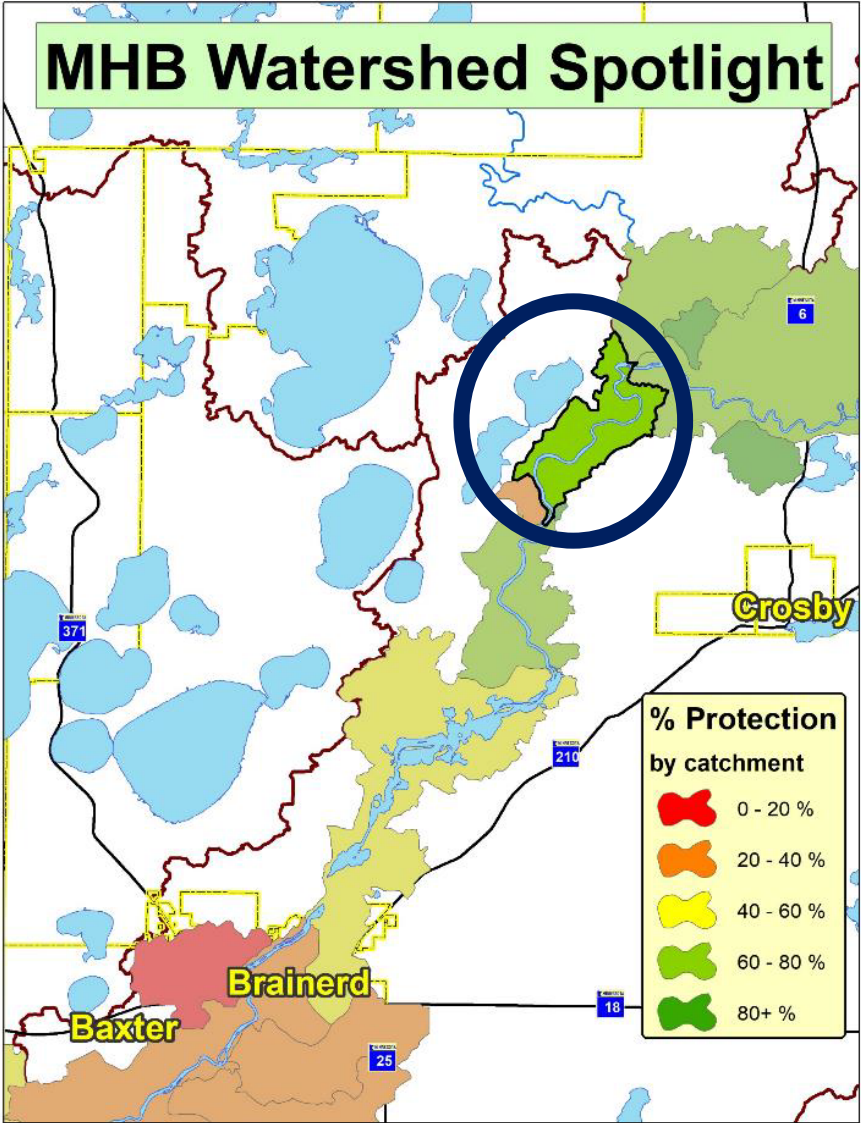 MHB Watershed Spotlight
6
Crosby
371
% Protection
by catchment
210
0 - 20 %
20 - 40 %
40 - 60 %
60 - 80 %
80+ %
Brainerd
18
Baxter
25